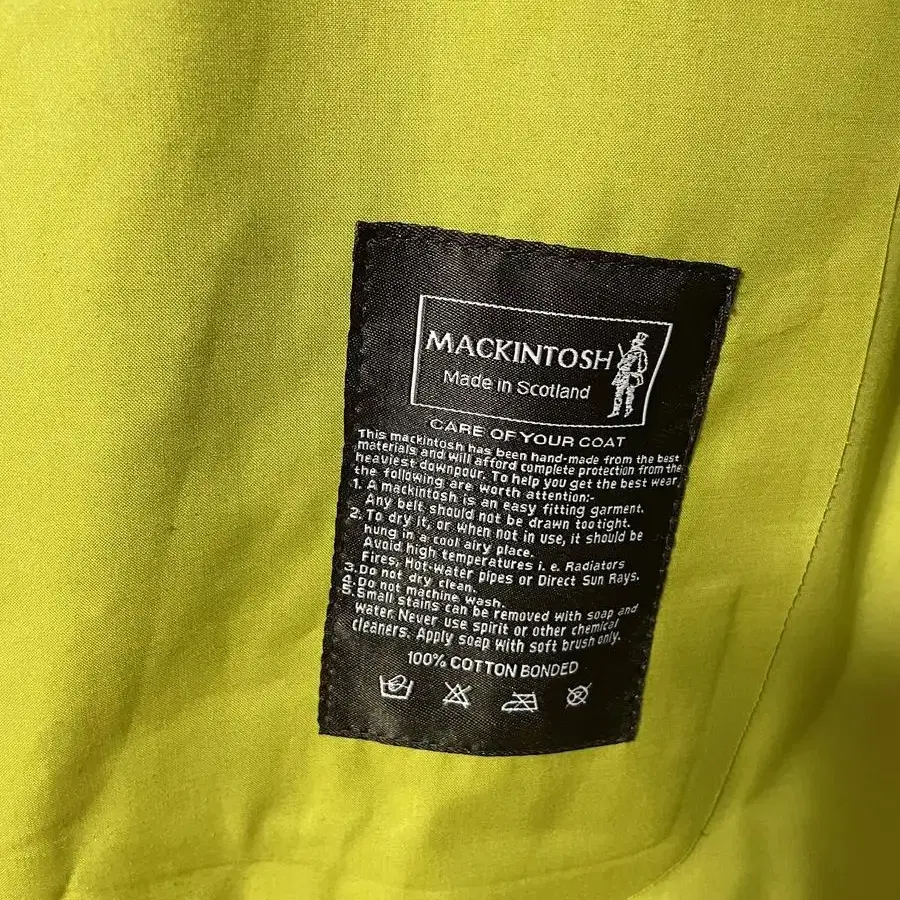 MACKINTOSH
Made in Scotland
CARE OF YOUR COAT
This mackintosh has been hand-made from the best
materials and will afford complete protection from the
heaviest downpour. To help you get the best wear,
the following are worth attention:-
1. A mackintosh is an easy fitting garment.
Any belt should not be drawn too tight.
2. To dry it, or when not in use, it should be
hung in a cool airy place.
Avoid high temperatures i. e. Radiators
Fires, Hot-Water pipes or Direct Sun Rays.
3. Do not dry clean.
4. Do not machine wash.
5. Small stains can be removed with soap and
water. Never use spirit or other chemical
cleaners. Apply soap with soft brush only.
100% COTTON BONDED